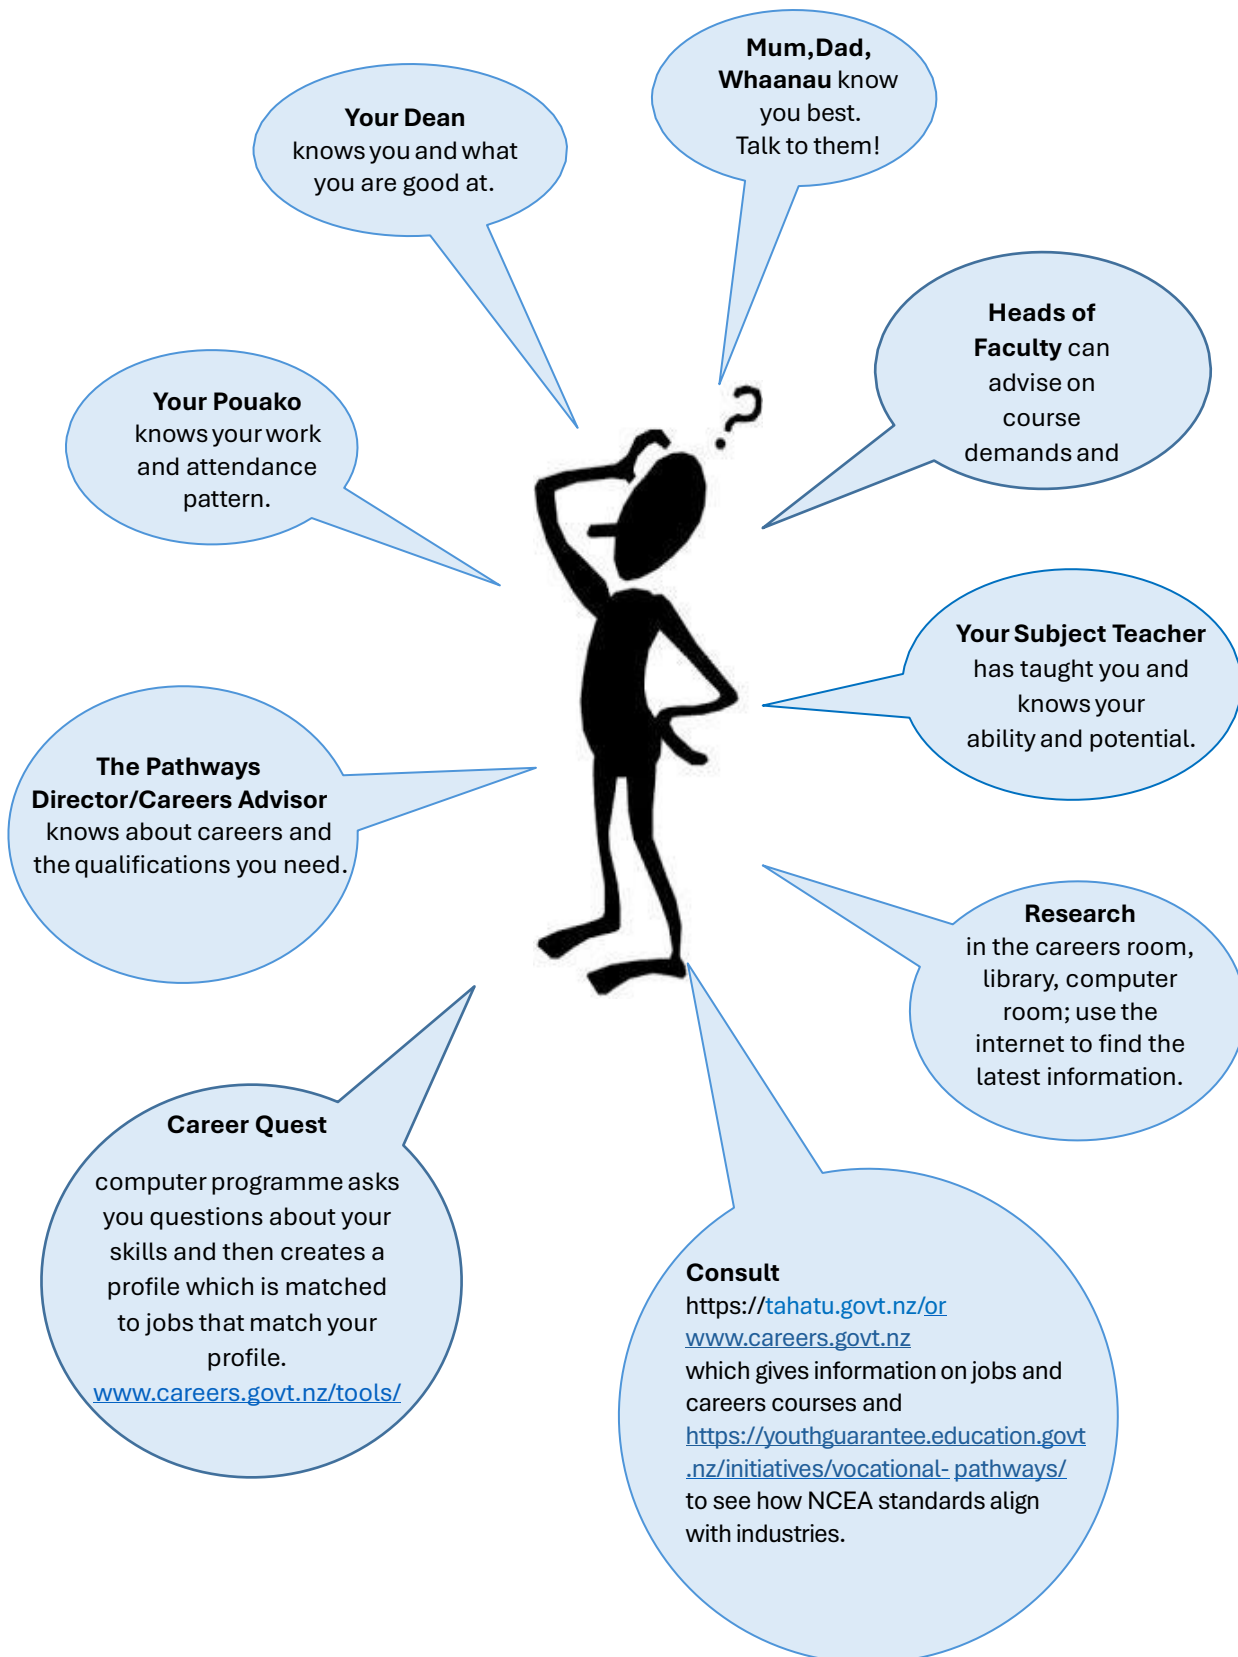 Mum,Dad,
Whaanau know
you best.
Talk to them!
Your Dean
knows you and what
you are good at.
Heads of
Faculty can
advise on
course
demands and
Your Pouako
knows your work
and attendance
pattern.
Your Subject Teacher
has taught you and
knows your
ability and potential.
The Pathways
Director/Careers Advisor
knows about careers and
the qualifications you need.
Research
in the careers room,
library, computer
room; use the
internet to find the
latest information.
Career Quest
computer programme asks
you questions about your
skills and then creates a
profile which is matched
to jobs that match your
profile.
www.careers.govt.nz/tools/
Consult
https://tahatu.govt.nz/or
www.careers.govt.nz
which gives information on jobs and
careers courses and
https://youthguarantee.education.govt
.nz/initiatives/vocational- pathways/
to see how NCEA standards align
with industries.
?